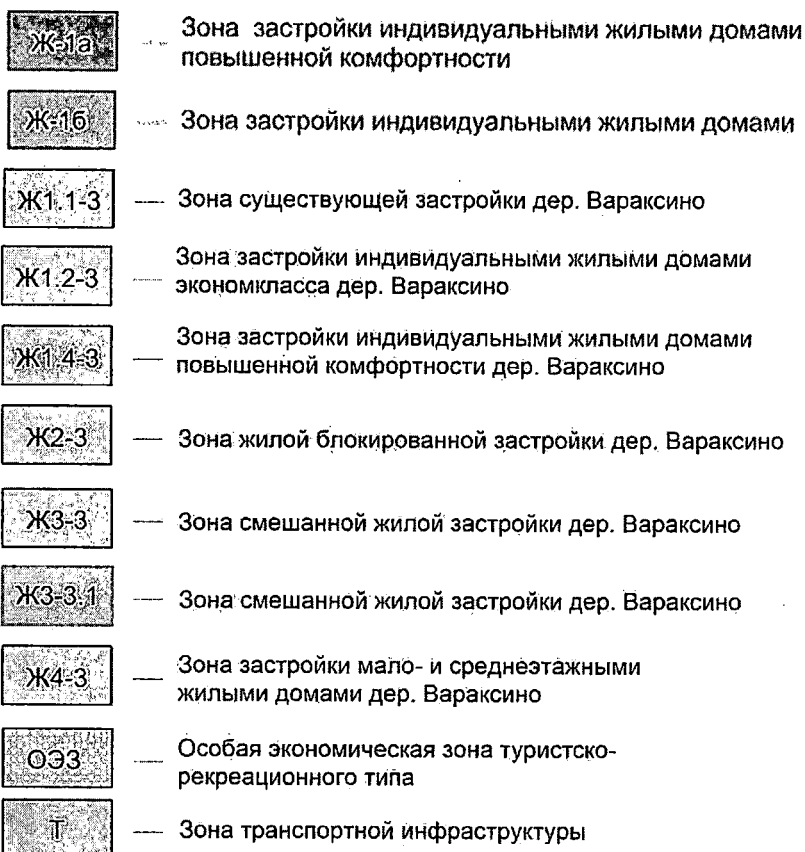 Ж-1а — Зона застройки индивидуальными жилыми домами
повышенной комфортности
Ж-1б — Зона застройки индивидуальными жилыми домами
Ж1.1-3 — Зона существующей застройки дер. Вараксино
Ж1.2-3 — Зона застройки индивидуальными жилыми домами
экономкласса дер. Вараксино
Ж1.4-3 — Зона застройки индивидуальными жилыми домами
повышенной комфортности дер. Вараксино
Ж2-3 — Зона жилой блокированной застройки дер. Вараксино
Ж3-3 — Зона смешанной жилой застройки дер. Вараксино
Ж3-3.1 — Зона смешанной жилой застройки дер. Вараксино
Ж4-3 — Зона застройки мало- и среднеэтажными
жилыми домами дер. Вараксино
ОЭЗ — Особая экономическая зона туристско-
рекреационного типа
Т — Зона транспортной инфраструктуры